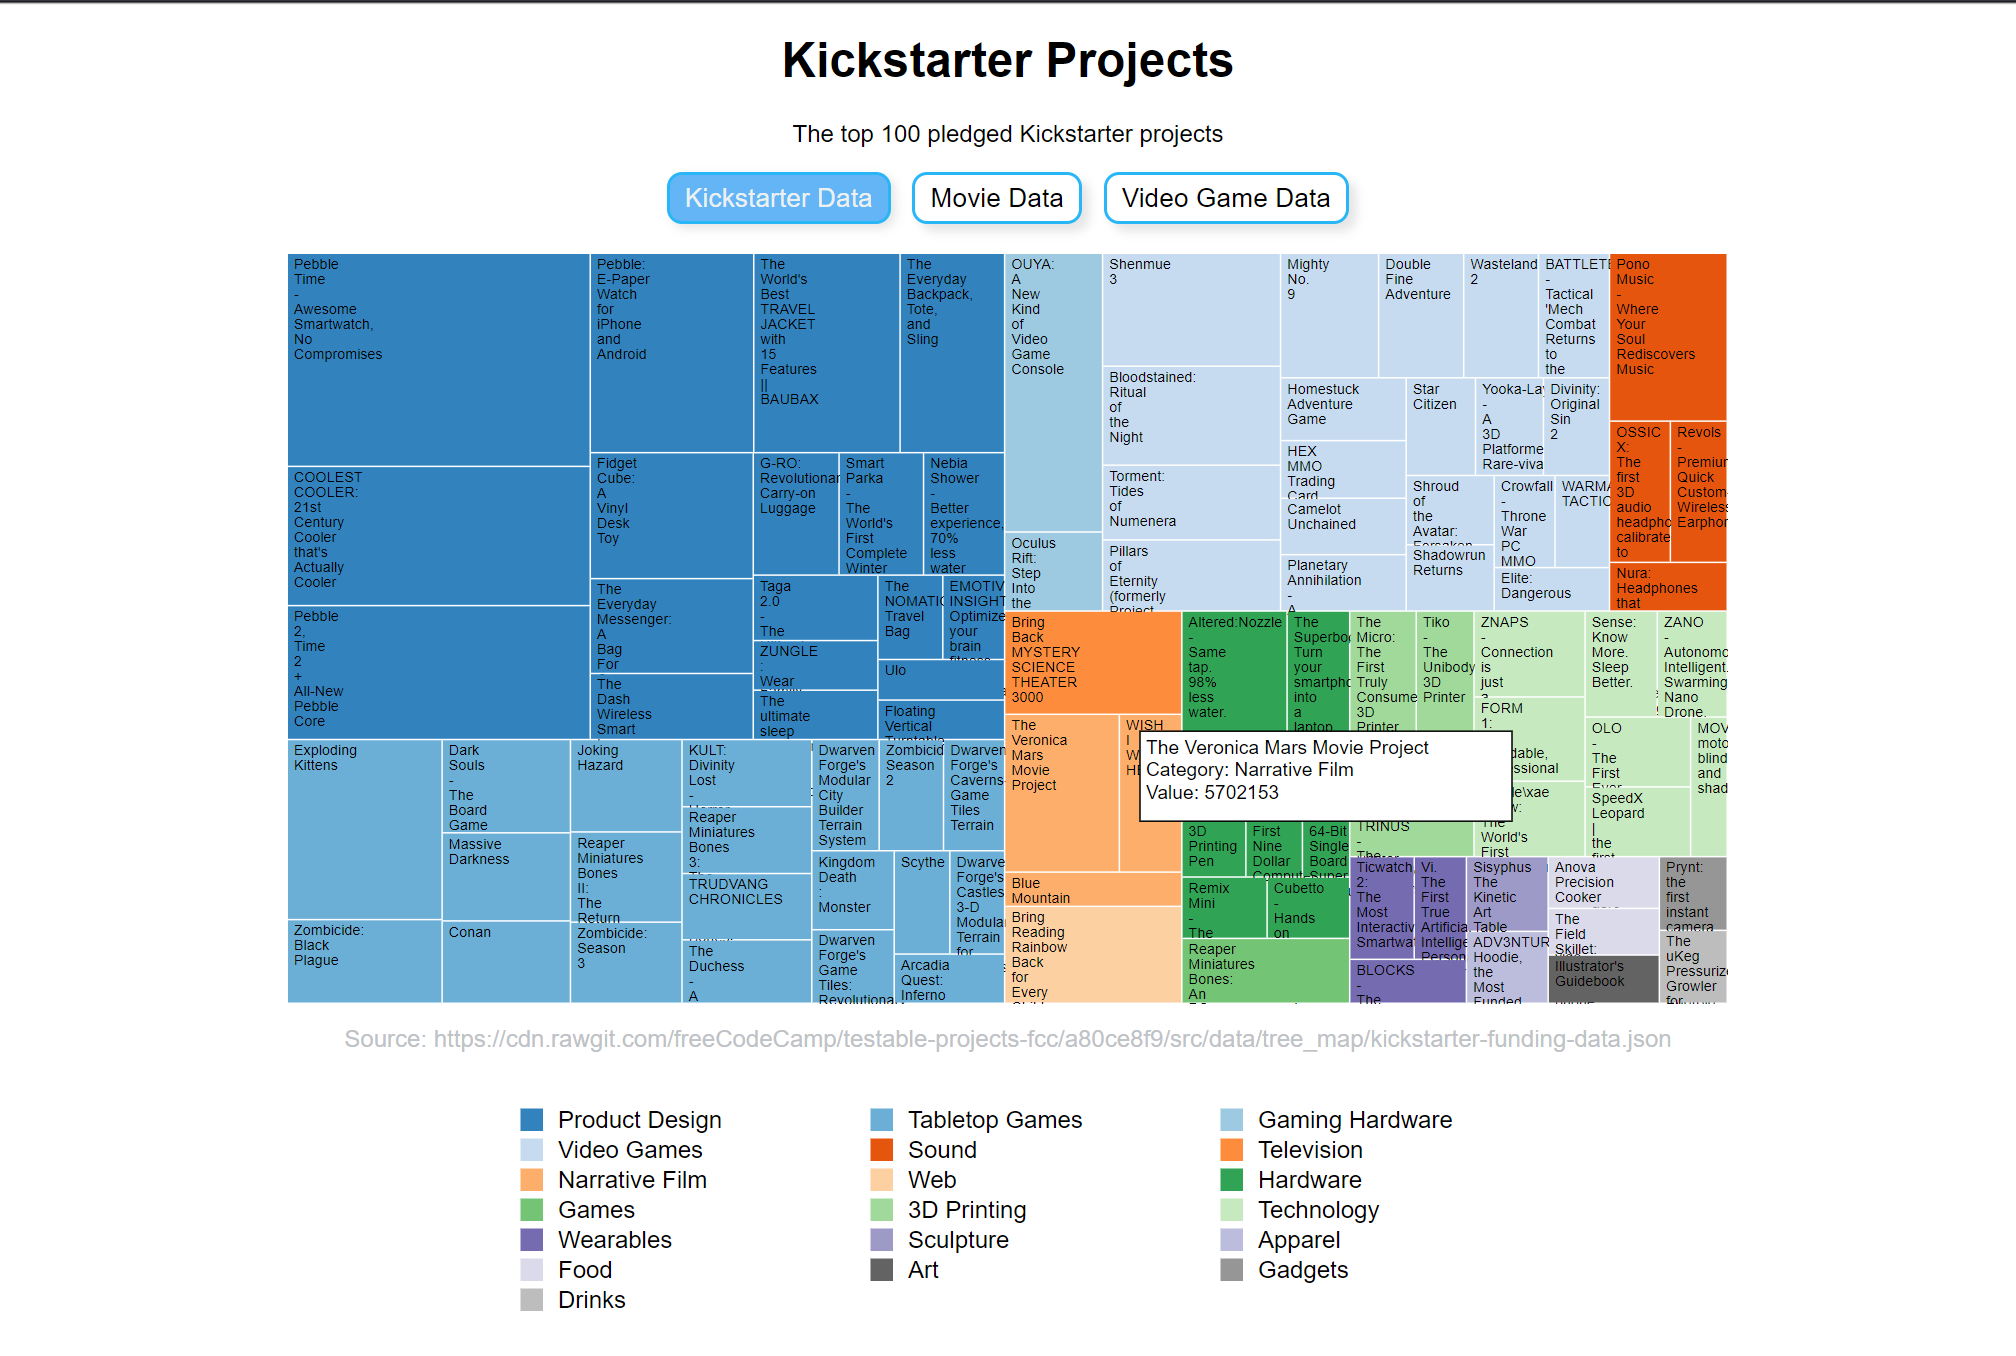 Kickstarter Projects
The top 100 pledged Kickstarter projects
Kickstarter Data
Movie Data
Video Game Data
Pebble
Time
-
Awesome
Smartwatch,
No
Compromises
COOLEST
COOLER:
21st
Century
Cooler
that's
Actually
Cooler
Pebble
2,
Time
2
+
All-New
Pebble
Core
Pebble:
E-Paper
Watch
for
iPhone
and
Android
Fidget
Cube:
A
Vinyl
Desk
Toy
The
Everyday
Messenger:
A
Bag
For
The
Dash
Wireless
Smart
The
World's
Best
TRAVEL
JACKET
with
15
Features
||
BAUBAX
The
Everyday
Backpack,
Tote,
and
Sling
G-RO:
Revolutionar
Carry-on
Luggage
Smart
Parka
-
The
World's
First
Complete
Winter
Nebia
Shower
-
Better
experience,
70%
less
water
Taga
2.0
-
The
ZUNGLE
:
Wear
The
ultimate
sleep
The
NOMATIC
Travel
Bag
EMOTIV
INSIGHT
Optimize
your
brain
fitness
Ulo
Floating
Vertical
Turntable
Exploding
Kittens
Zombicide:
Black
Plague
Dark
Souls
-
The
Board
Game
Massive
Darkness
Conan
Joking
Hazard
Reaper
Miniatures
Bones
II:
The
Return
Zombicide:
Season
3
KULT:
Divinity
Lost
-
Horror
Reaper
Miniatures
Bones
3:
The
TRUDVANG
CHRONICLES
The
Duchess
-
A
Dwarven
Forge's
Modular
City
Builder
Terrain
System
Zombicid
Season
2
Dwarven
Forge's
Caverns
Game
Tiles
Terrain
Kingdom
Death
:
Monster
Dwarven
Forge's
Game
Tiles:
Revolutiona
Scythe
Dwarve
Forge's
Castles
3-D
Modular
Terrain
for
Arcadia
Quest:
Inferno
OUYA:
A
New
Kind
of
Video
Game
Console
Oculus
Rift:
Step
Into
the
Shenmue
3
Bloodstained:
Ritual
of
the
Night
Torment:
Tides
of
Numenera
Pillars
of
Eternity
(formerly
Project
Mighty
No.
9
Double
Fine
Adventure
Wasteland
2
BATTLETE
-
Tactical
'Mech
Combat
Returns
to
the
Homestuck
Adventure
Game
HEX
MMO
Trading
Card
Camelot
Unchained
Planetary
Annihilation
-
A
Star
Citizen
Yooka-La
-
A
3D
Platforme
Rare-viva
Divinity:
Original
Sin
2
Shroud
of
the
Avatar:
Forsaken
Shadowrun
Returns
Crowfall
-
Throne
War
PC
MMO
WARMA
TACTIC
Elite:
Dangerous
Pono
Music
-
Where
Your
Soul
Rediscovers
Music
OSSIC
X:
The
first
3D
audio
headpho
calibrate
to
Revols
-
Premium
Quick
Custom-
Wireless
Earphor
Nura:
Headphones
that
Bring
Back
MYSTERY
SCIENCE
THEATER
3000
The
Veronica
Mars
Movie
Project
WISH
I
W
HE
Blue
Mountain
Bring
Reading
Rainbow
Back
for
Every
Altered:Nozzle
-
Same
tap.
98%
less
water.
The
Superboo
Turn
your
smartpho
into
a
laptop
3D
Printing
Pen
First
Nine
Dollar
Comput
64-Bit
Single
Board
Super
Remix
Mini
-
The
Cubetto
-
Hands
on
Reaper
Miniatures
Bones:
An
The
Micro:
The
First
Truly
Consume
3D
Printer
Tiko
-
The
Unibody
3D
Printer
TRINUS
-
The
ZNAPS
-
Connection
is
just
a
FORM
1:
dable,
ssional
le\xae
w:
The
World's
First
Sense:
Know
More.
Sleep
Better.
ZANO
-
Autonomo
Intelligent.
Swarming
Nano
Drone.
OLO
-
The
First
Ever
SpeedX
Leopard
|
the
first
MOV
moto
blind
and
shad
The Veronica Mars Movie Project
Category: Narrative Film
Value: 5702153
Ticwatch
2:
The
Most
Interactiv
Smartwa
Vi.
The
First
True
Artificia
Intellige
Person
BLOCKS
-
The
Sisyphus
The
Kinetic
Art
Table
ADV3NTUR
Hoodie,
the
Most
Funded
Anova
Precision
Cooker
The
Field
Skillet:
Illustrator's
Guidebook
Prynt:
the
first
instant
camera
The
uKeg
Pressurize
Growler
for
Source: https://cdn.rawgit.com/freeCodeCamp/testable-projects-fcc/a80ce8f9/src/data/tree_map/kickstarter-funding-data.json
Product Design
Tabletop Games
Gaming Hardware
Video Games
Sound
Television
Narrative Film
Web
Hardware
Games
3D Printing
Technology
Wearables
Sculpture
Apparel
Food
Art
Gadgets
Drinks